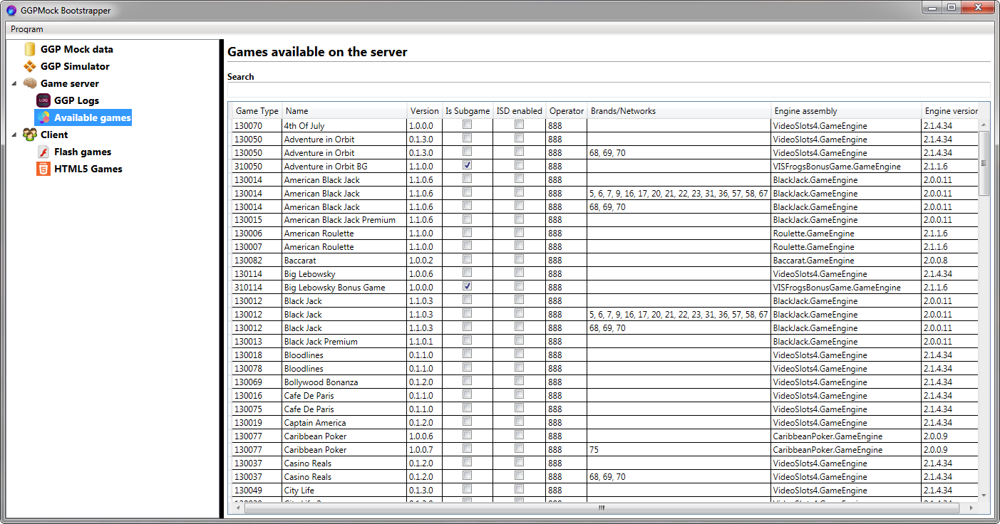 GGPMock Bootstrapper
Program
GGP Mock data
GGP Simulator
Game server
LOG GGP Logs
Available games
Client
Flash games
HTML5 Games
Games available on the server
Search
Game Type Name Version Is Subgame ISD enabled Operator Brands/Networks Engine assembly Engine version
130070 4th Of July 1.0.0.0 888 VideoSlots4.GameEngine 2.1.4.34
130050 Adventure in Orbit 0.1.3.0 888 VideoSlots4.GameEngine 2.1.4.34
130050 Adventure in Orbit 0.1.3.0 888 68, 69, 70 VideoSlots4.GameEngine 2.1.4.34
310050 Adventure in Orbit BG 1.1.0.0 888 VISFrogsBonusGame.GameEngine 2.1.1.6
130014 American Black Jack 1.1.0.6 888 BlackJack.GameEngine 2.0.0.11
130014 American Black Jack 1.1.0.6 888 5, 6, 7, 9, 16, 17, 20, 21, 22, 23, 31, 36, 57, 58, 67 BlackJack.GameEngine 2.0.0.11
130014 American Black Jack 1.1.0.6 888 68, 69, 70 BlackJack.GameEngine 2.0.0.11
130015 American Black Jack Premium 1.1.0.6 888 BlackJack.GameEngine 2.0.0.11
130006 American Roulette 1.1.0.0 888 Roulette.GameEngine 2.1.1.6
130007 American Roulette 1.1.0.0 888 Roulette.GameEngine 2.1.1.6
130082 Baccarat 1.0.0.2 888 Baccarat.GameEngine 2.0.0.8
130114 Big Lebowsky 1.0.0.6 888 VideoSlots4.GameEngine 2.1.4.34
310114 Big Lebowsky Bonus Game 1.0.0.0 888 VISFrogsBonusGame.GameEngine 2.1.1.6
130012 Black Jack 1.1.0.3 888 BlackJack.GameEngine 2.0.0.11
130012 Black Jack 1.1.0.3 888 5, 6, 7, 9, 16, 17, 20, 21, 22, 23, 31, 36, 57, 58, 67 BlackJack.GameEngine 2.0.0.11
130012 Black Jack 1.1.0.3 888 68, 69, 70 BlackJack.GameEngine 2.0.0.11
130013 Black Jack Premium 1.1.0.1 888 BlackJack.GameEngine 2.0.0.11
130018 Bloodlines 0.1.1.0 888 VideoSlots4.GameEngine 2.1.4.34
130078 Bloodlines 0.1.1.0 888 VideoSlots4.GameEngine 2.1.4.34
130069 Bollywood Bonanza 0.1.2.0 888 VideoSlots4.GameEngine 2.1.4.34
130016 Cafe De Paris 0.1.1.0 888 VideoSlots4.GameEngine 2.1.4.34
130075 Cafe De Paris 0.1.1.0 888 VideoSlots4.GameEngine 2.1.4.34
130019 Captain America 0.1.2.0 888 VideoSlots4.GameEngine 2.1.4.34
130077 Caribbean Poker 1.0.0.6 888 CaribbeanPoker.GameEngine 2.0.0.9
130077 Caribbean Poker 1.0.0.7 888 75 CaribbeanPoker.GameEngine 2.0.0.9
130037 Casino Reals 0.1.2.0 888 VideoSlots4.GameEngine 2.1.4.34
130037 Casino Reals 0.1.2.0 888 68, 69, 70 VideoSlots4.GameEngine 2.1.4.34
130049 City Life 0.1.3.0 888 VideoSlots4.GameEngine 2.1.4.34